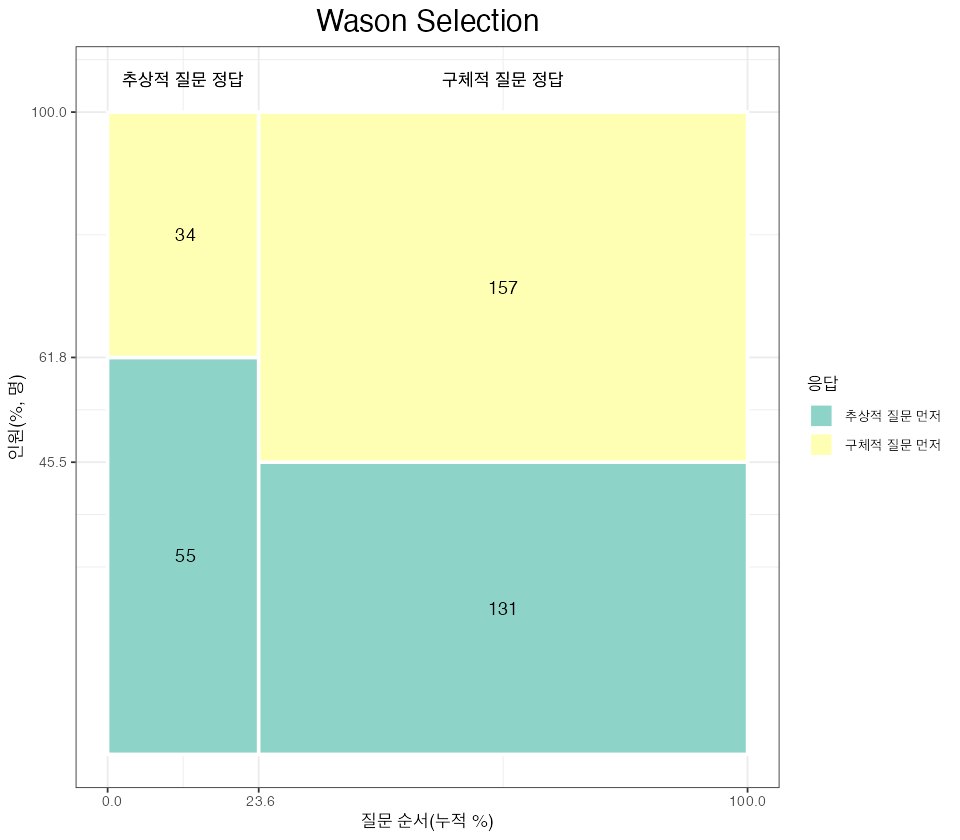 Wason Selection
추상적 질문 정답
구체적 질문 정답
100.0
34
157
61.8
45.5
55
131
인원(%, 명)
0.0
23.6
100.0
질문 순서(누적 %)
응답
추상적 질문 먼저
구체적 질문 먼저